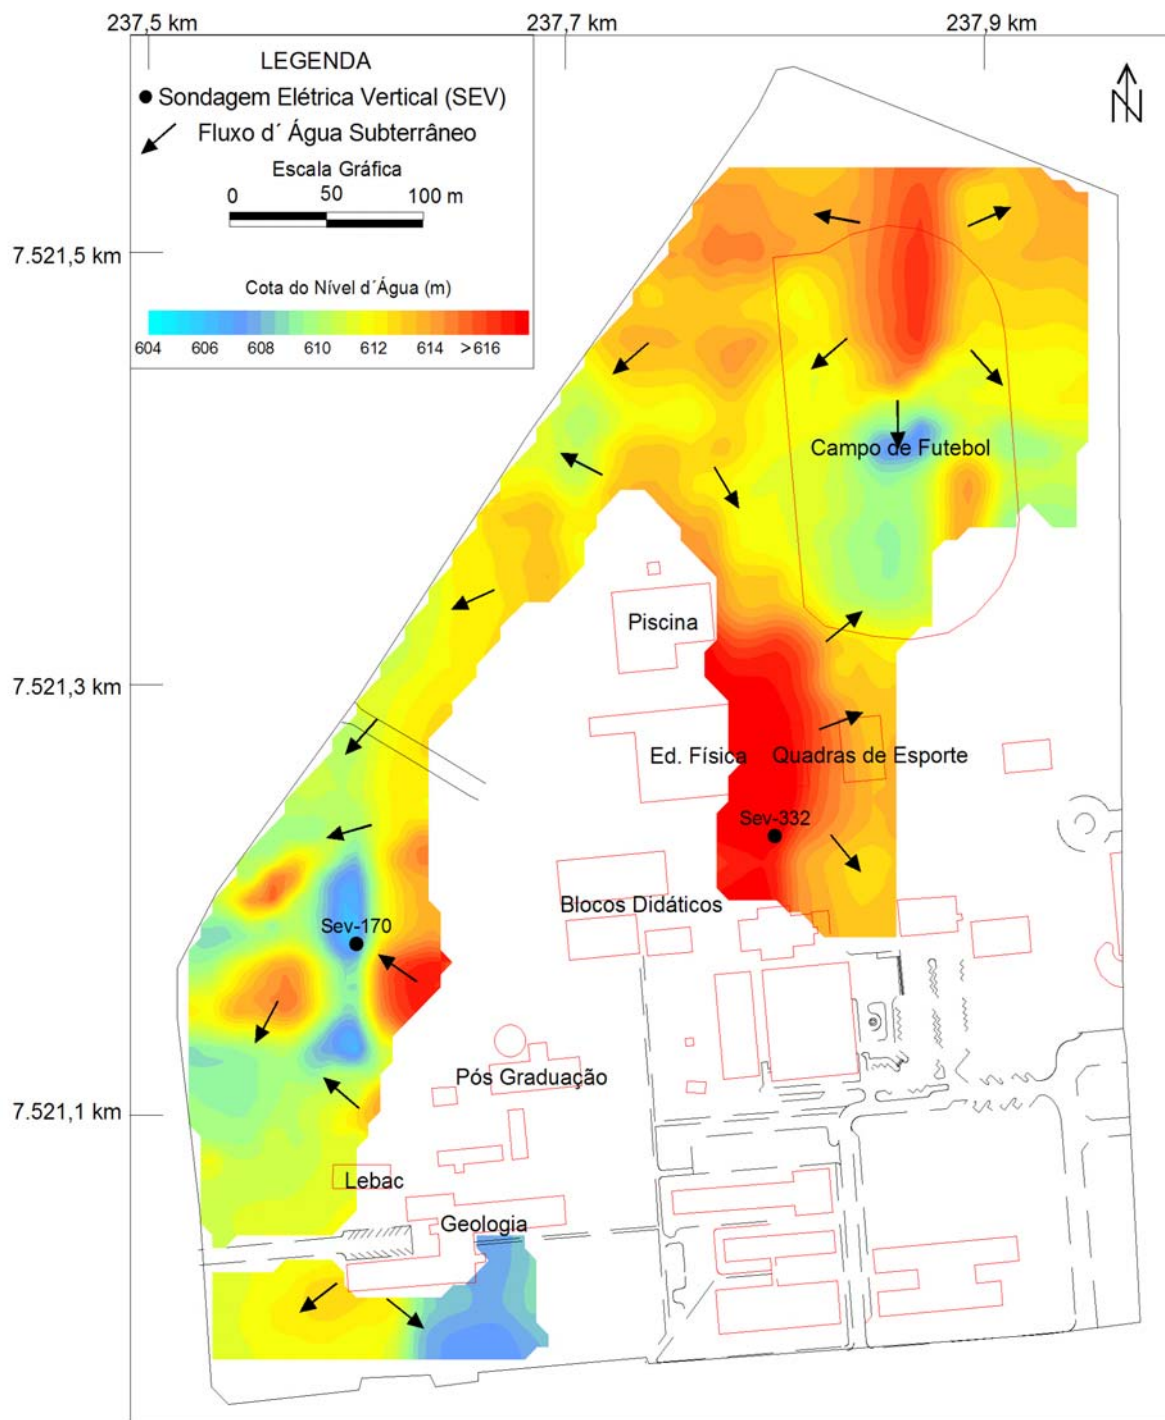 237,5 km
237,7 km
237,9 km
LEGENDA
Sondagem Elétrica Vertical (SEV)
Fluxo d´ Água Subterrâneo
Escala Gráfica
0 50 100 m
Cota do Nível d´Água (m)
604 606 608 610 612 614 >616
N
7.521,5 km
Campo de Futebol
Piscina
7.521,3 km
Ed. Física
Quadras de Esporte
Sev-332
Blocos Didáticos
Sev-170
Pós Graduação
7.521,1 km
Lebac
Geologia